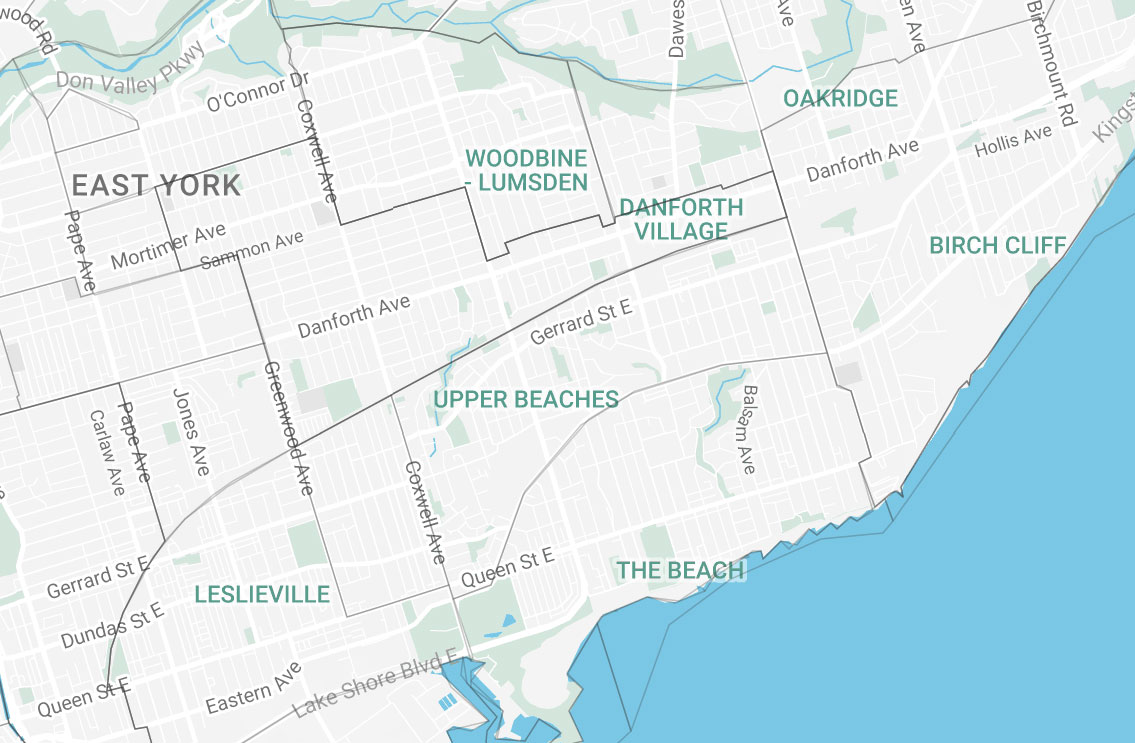 wood Rd
Don Valley Pkwy
O'Connor Dr
Coxwell Ave
Dawes
Ave
en Ave
Birchmount Rd
Kingst
OAKRIDGE
Hollis Ave
Danforth Ave
WOODBINE
- LUMSDEN
EAST YORK
DANFORTH
VILLAGE
BIRCH CLIFF
Pape Ave
Mortimer Ave
Sammon Ave
Danforth Ave
Gerrard St E
UPPER BEACHES
Greenwood Ave
Jones Ave
Pape Ave
Carlaw Ave
Balsam Ave
Coxwell Ave
Queen St E
THE BEACH
Gerrard St E
LESLIEVILLE
Dundas St E
Queen St E
Eastern Ave
Lake Shore Blvd E